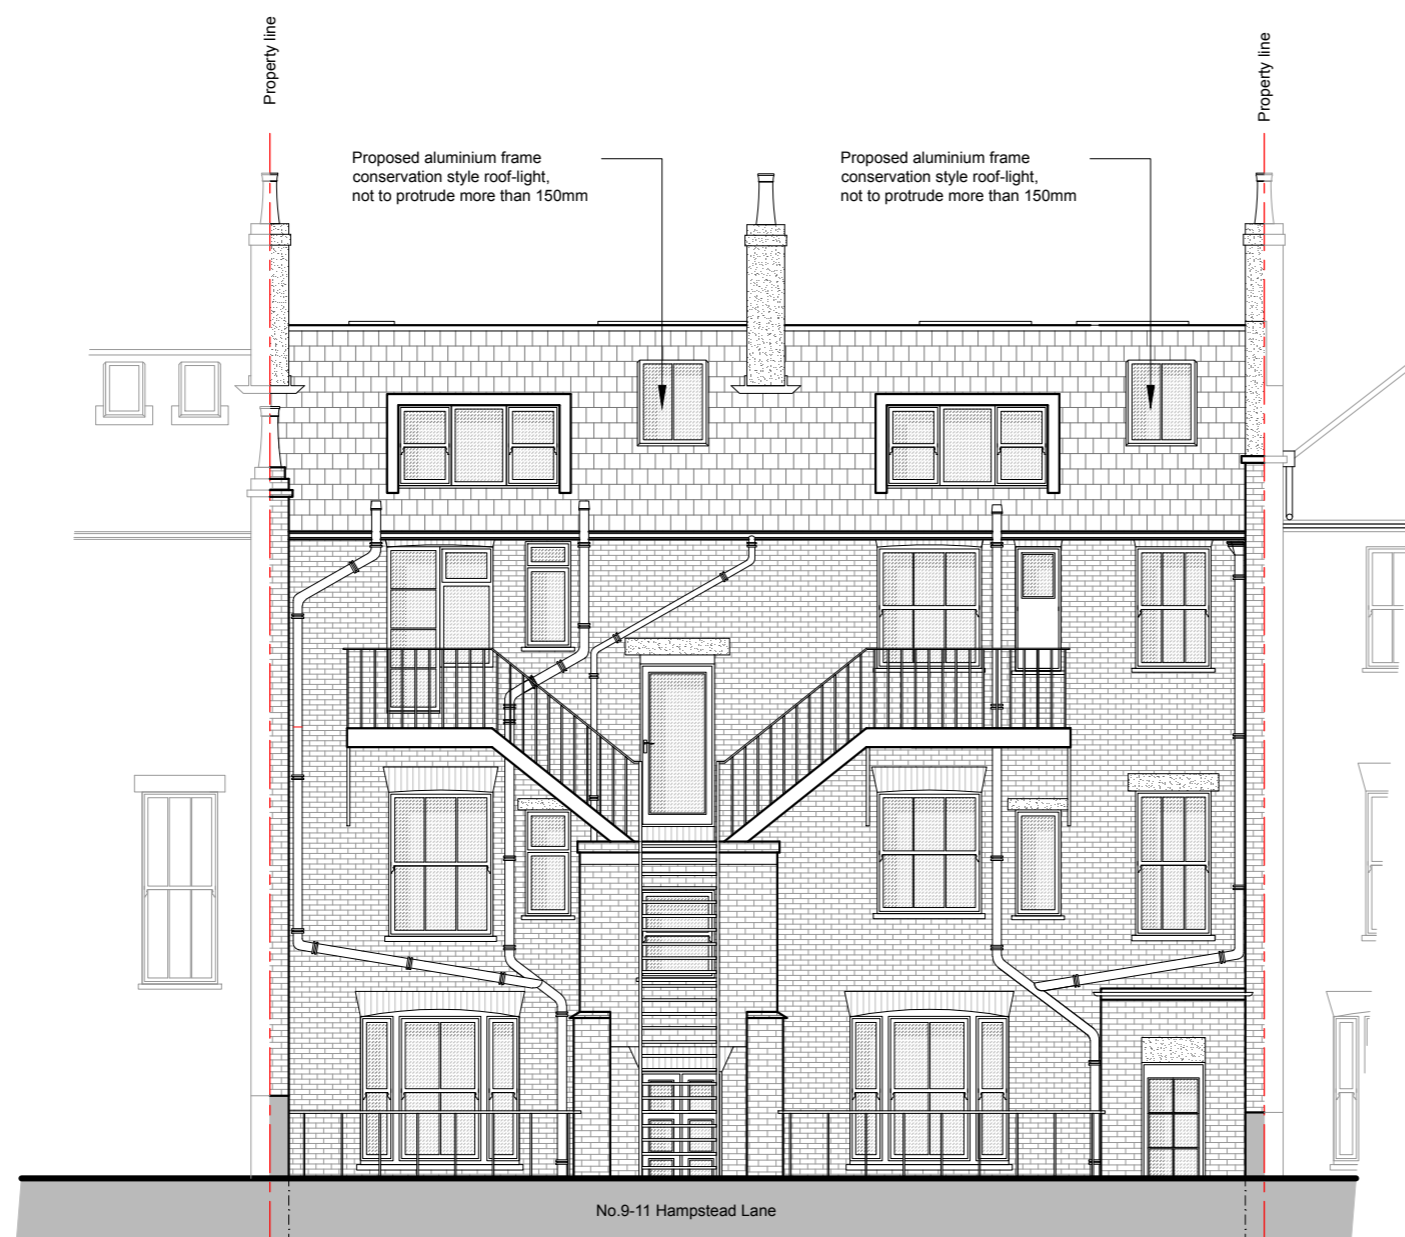 Property line
Property line
Proposed aluminium frame
conservation style roof-light,
not to protrude more than 150mm
Proposed aluminium frame
conservation style roof-light,
not to protrude more than 150mm
No.9-11 Hampstead Lane